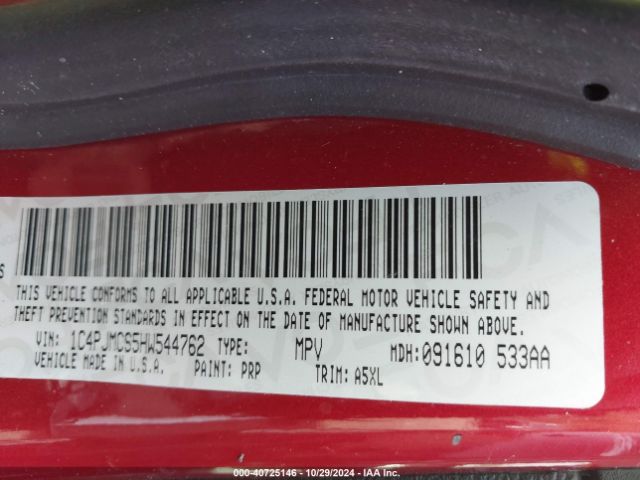 S
THIS VEHICLE CONFORMS TO ALL APPLICABLE U.S.A. FEDERAL MOTOR VEHICLE SAFETY AND
THEFT PREVENTION STANDARDS IN EFFECT ON THE DATE OF MANUFACTURE SHOWN ABOVE.
VIN: 1C4PJMCS5HW544762 TYPE: MPV MDH:091610 533AA
VEHICLE MADE IN U.S.A. PAINT: PRP TRIM: A5XL
000-40725146 - 10/29/2024 - IAA Inc.